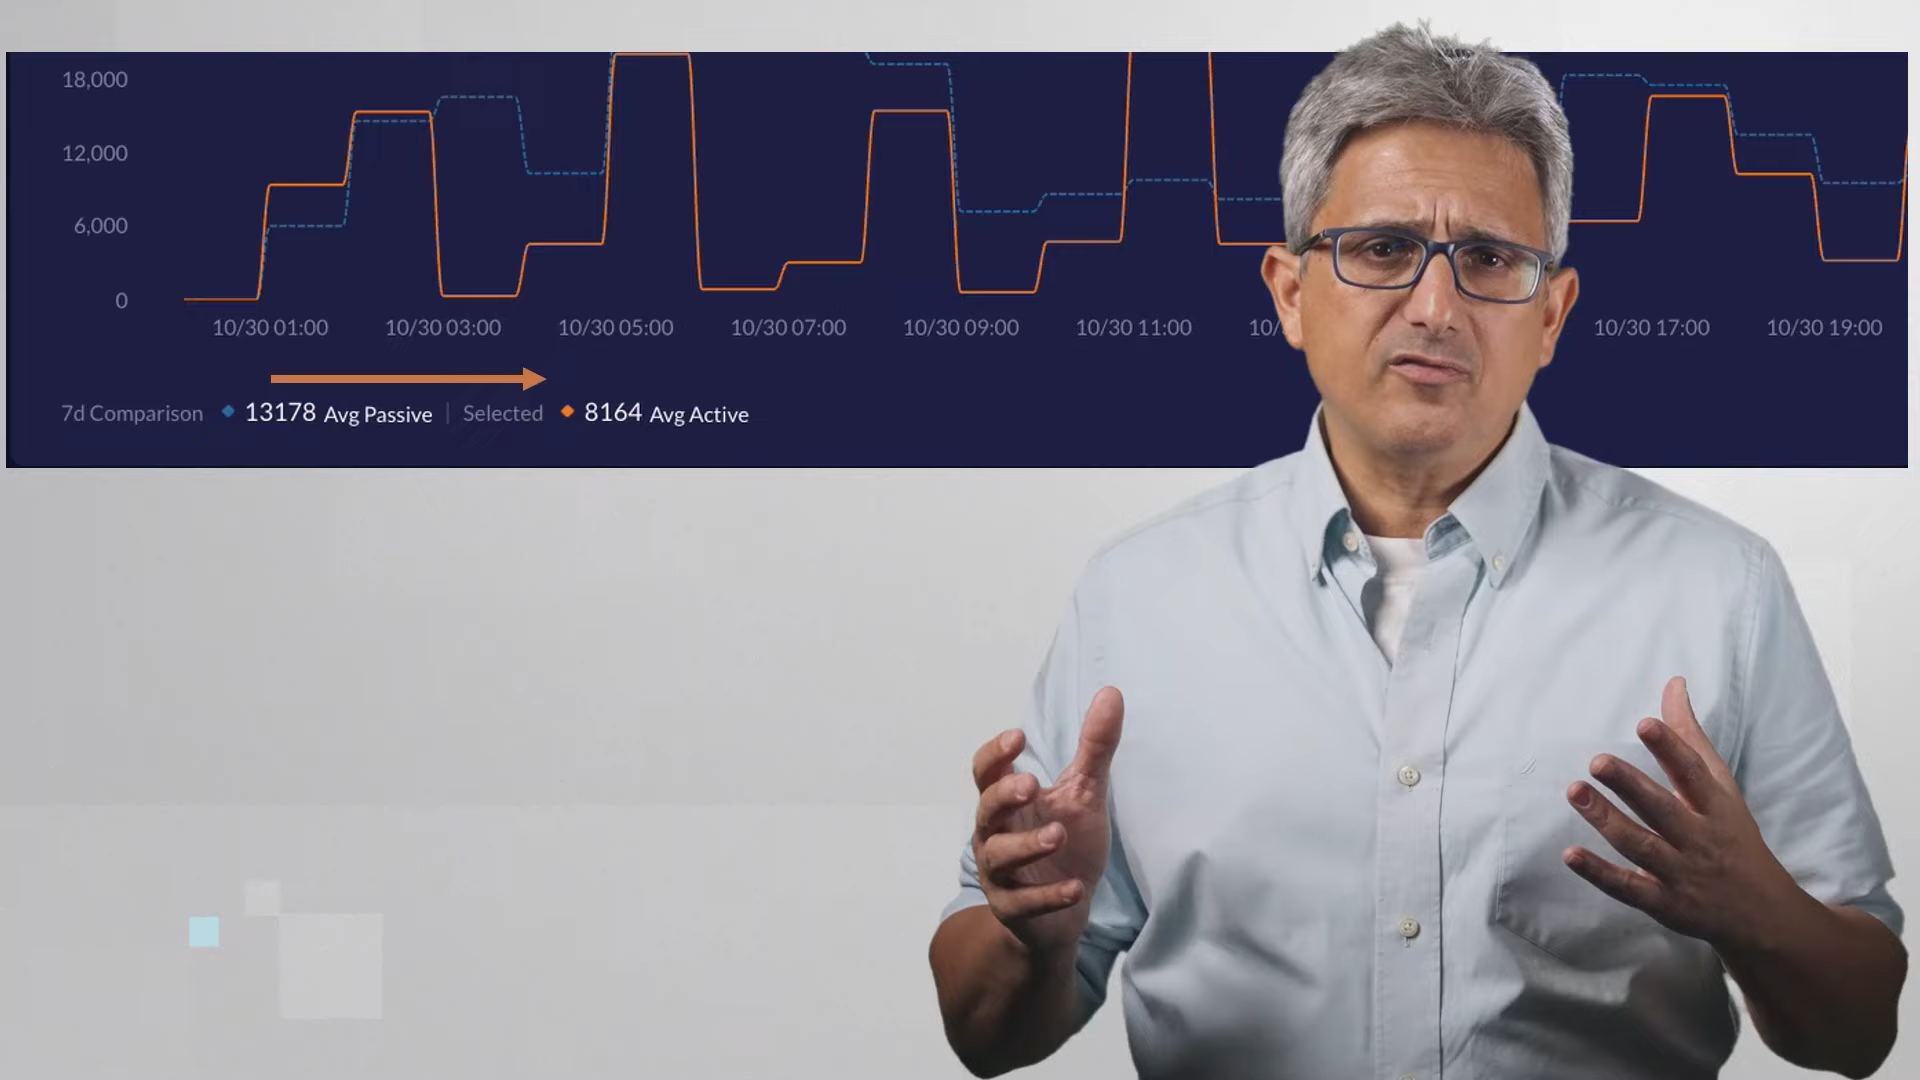 18,000
12,000
6,000
0
10/30 01:00 10/30 03:00 10/30 05:00 10/30 07:00 10/30 09:00 10/30 11:00 10/ 10/30 17:00 10/30 19:00
7d Comparison 13178 Avg Passive | Selected 8164 Avg Active